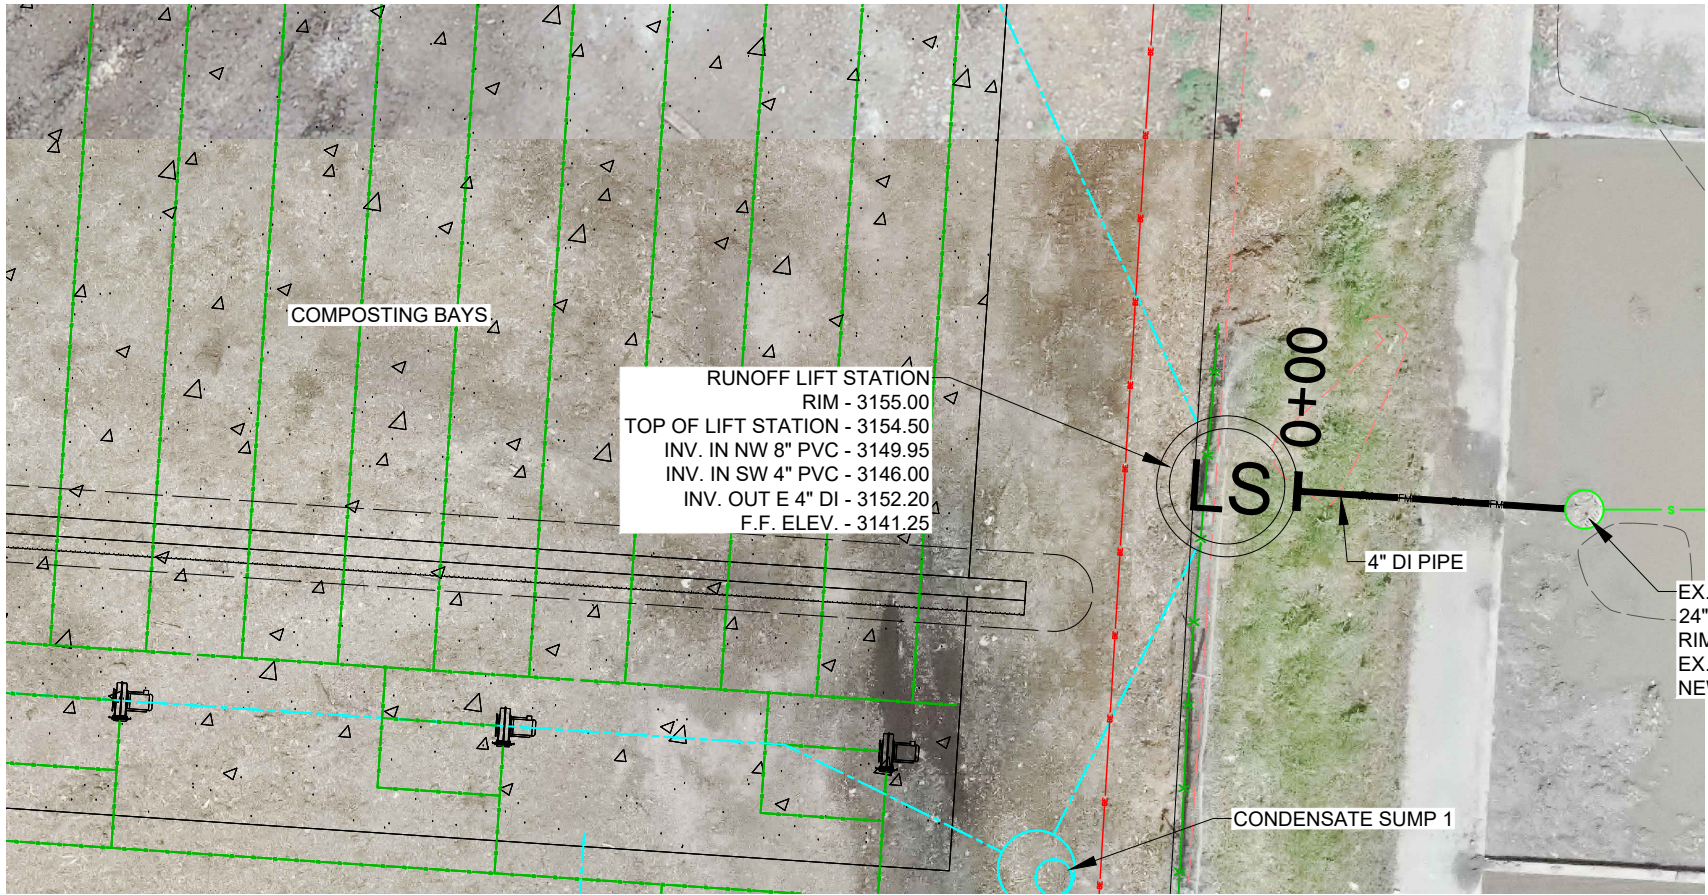 COMPOSTING BAYS
RUNOFF LIFT STATION
RIM - 3155.00
TOP OF LIFT STATION - 3154.50
INV. IN NW 8" PVC - 3149.95
INV. IN SW 4" PVC - 3146.00
INV. OUT E 4" DI - 3152.20
F.F. ELEV. - 3141.25
0+00
LS
FM
FM
S
4" DI PIPE
EX.
24"
RIM
EX.
NEW
CONDENSATE SUMP 1